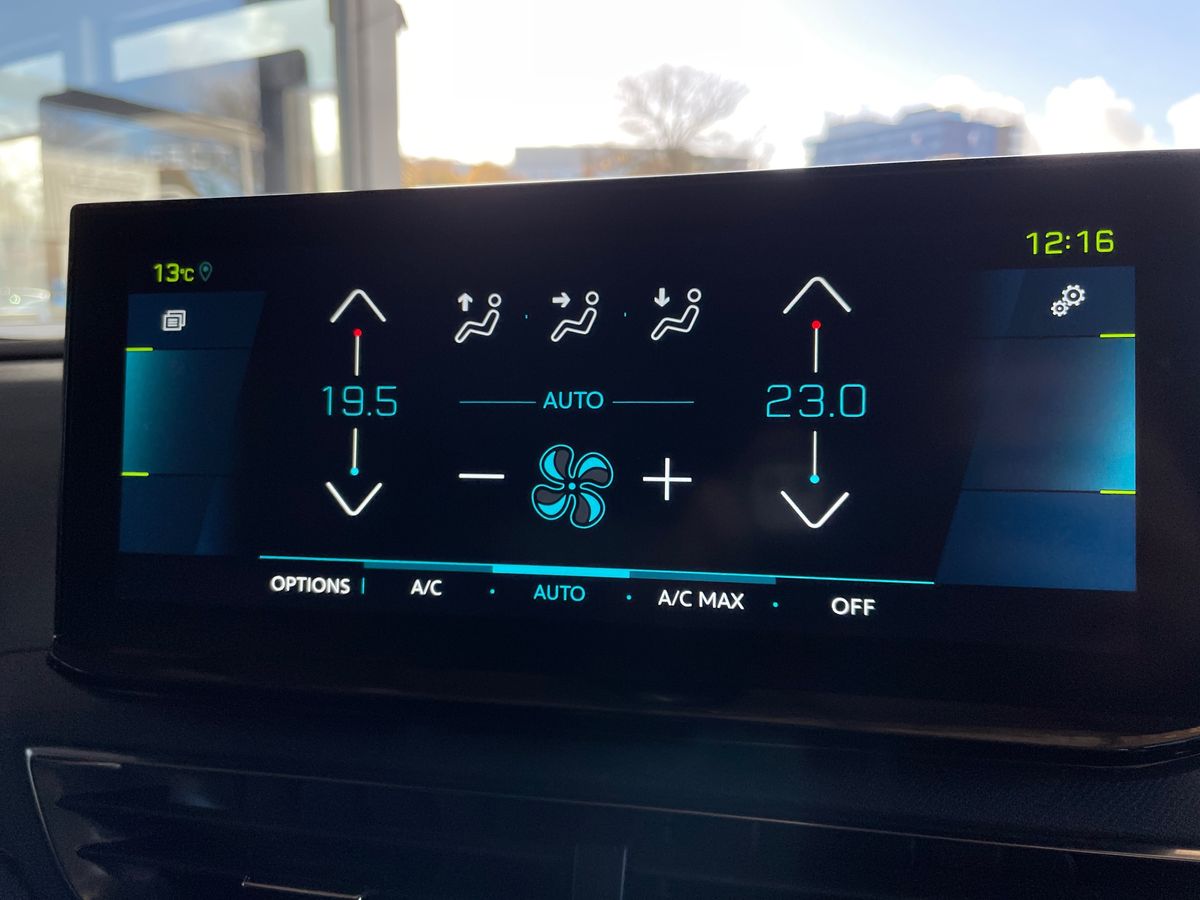 13°C
12:16
19.5
AUTO
23.0
OPTIONS
A/C
AUTO
A/C MAX
OFF